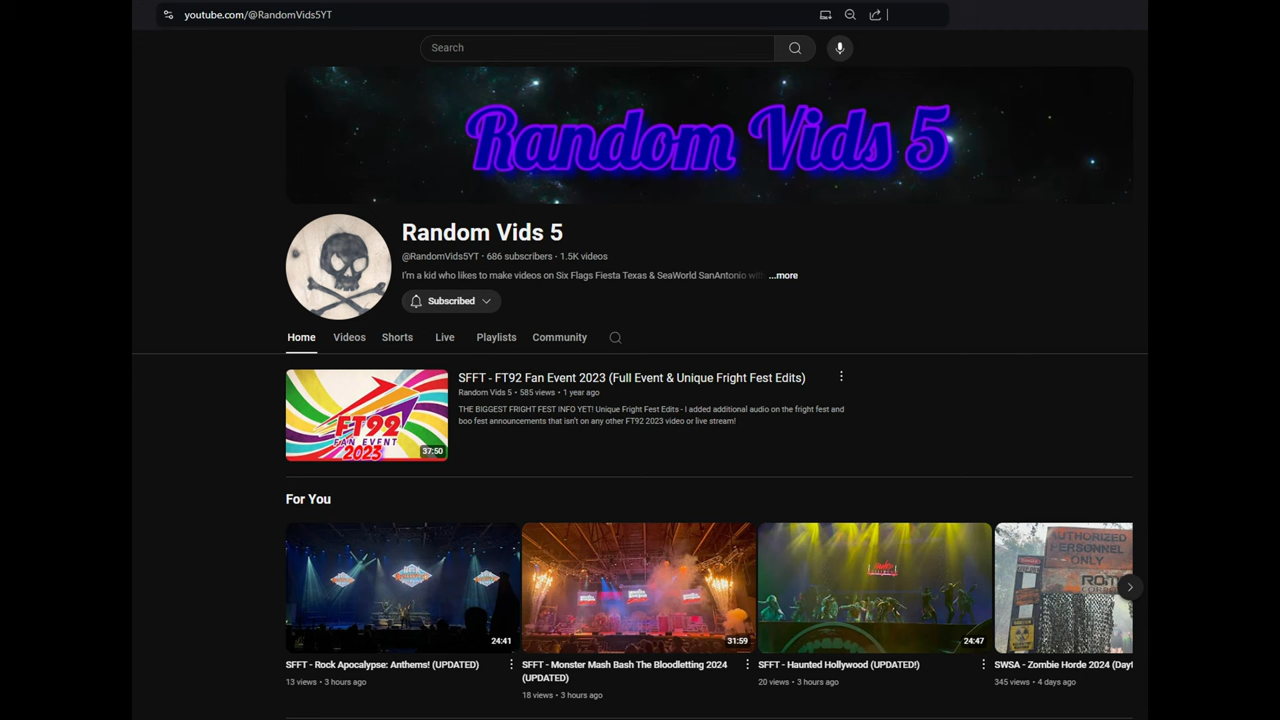 youtube.com/@RandomVids5YT
Search
Random Vids 5
Random Vids 5
@RandomVids5YT · 686 subscribers · 1.5K videos
I'm a kid who likes to make videos on Six Flags Fiesta Texas & SeaWorld SanAntonio with ...more
Subscribed
Home Videos Shorts Live Playlists Community
FT92
FAN EVENT
2023
37:50
SFFT - FT92 Fan Event 2023 (Full Event & Unique Fright Fest Edits)
Random Vids 5 • 585 views • 1 year ago
THE BIGGEST FRIGHT FEST INFO YET! Unique Fright Fest Edits - I added additional audio on the fright fest and
boo fest announcements that isn't on any other FT92 2023 video or live stream!
For You
24:41
31:59
24:47
AUTHORIZED
PERSONNEL
ONLY
SFFT - Rock Apocalypse: Anthems! (UPDATED)
13 views • 3 hours ago
SFFT - Monster Mash Bash The Bloodletting 2024
(UPDATED)
18 views • 3 hours ago
SFFT - Haunted Hollywood (UPDATED!)
20 views • 3 hours ago
SWSA - Zombie Horde 2024 (Day!
345 views • 4 days ago